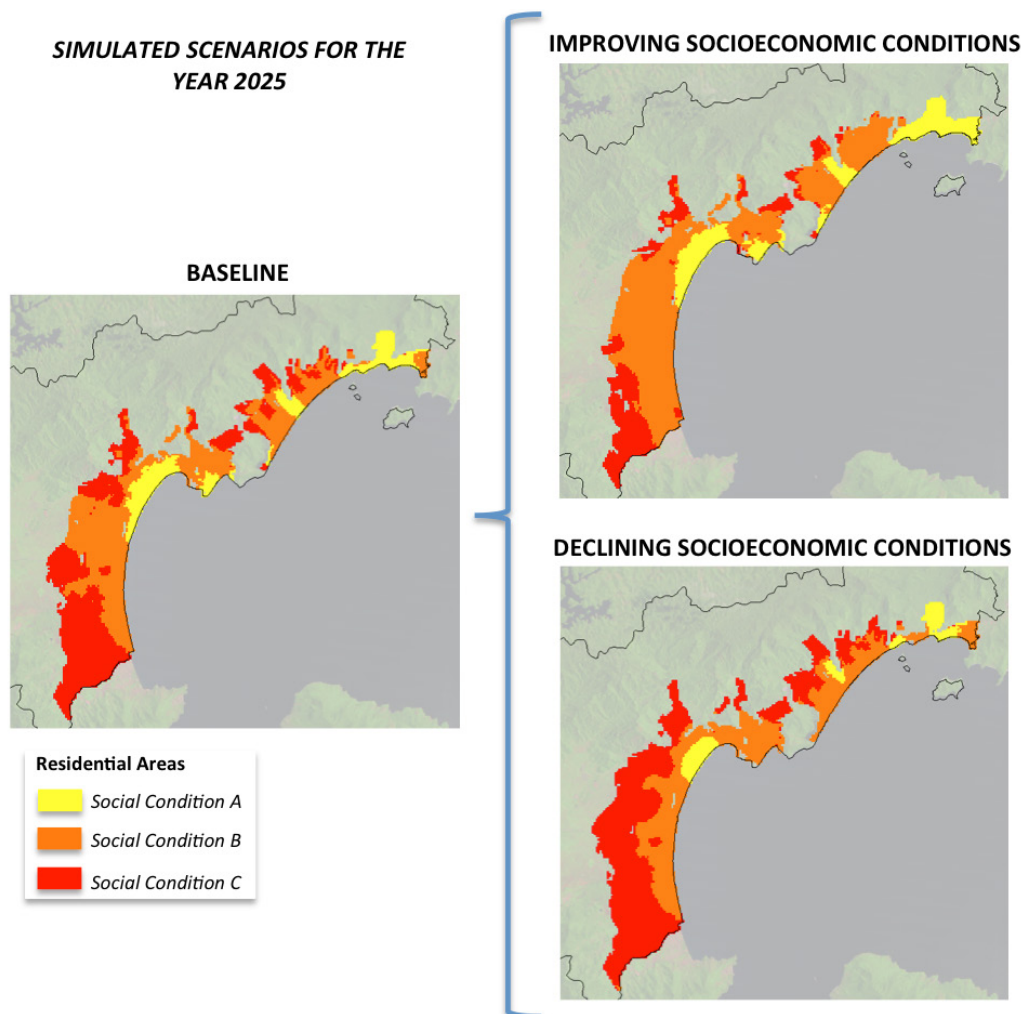 SIMULATED SCENARIOS FOR THE
YEAR 2025
IMPROVING SOCIOECONOMIC CONDITIONS
BASELINE
DECLINING SOCIOECONOMIC CONDITIONS
Residential Areas
Social Condition A
Social Condition B
Social Condition C